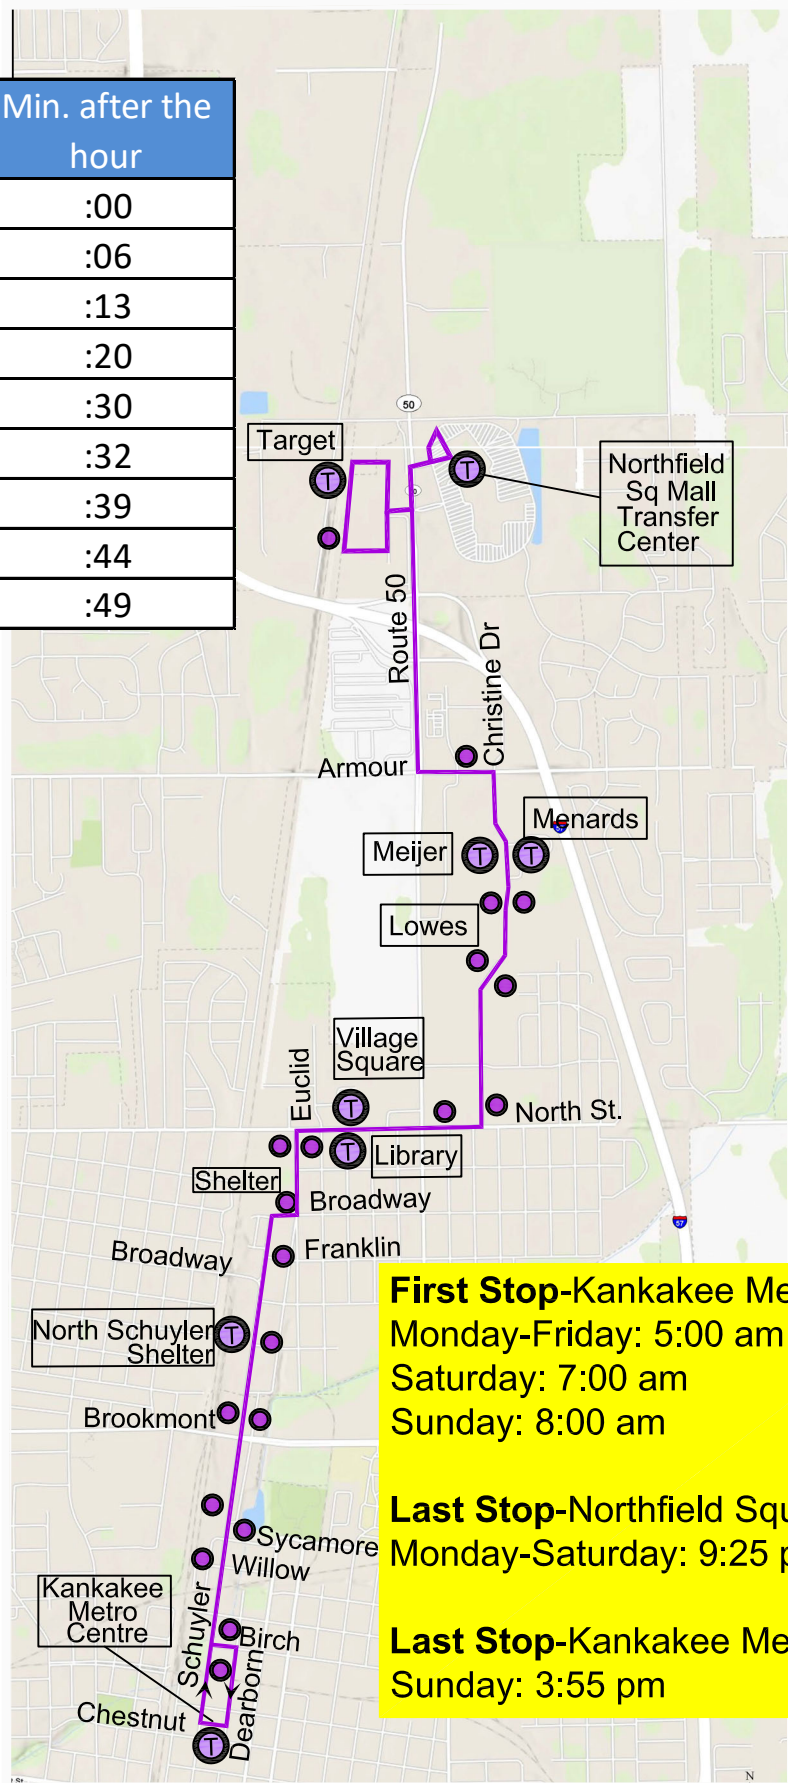 Min. after the
hour
:00
:06
:13
:20
:30
:32
:39
:44
:49
50
Target
T
T
Northfield
Sq Mall
Transfer
Center
Route 50
Christine Dr
Armour
Menards
57
Meijer
T
T
Lowes
Village
Square
Euclid
T
North St.
T
Library
Shelter
Broadway
57
Broadway
Franklin
North Schuyler
Shelter
T
Brookmont
First Stop-Kankakee Me
Monday-Friday: 5:00 am
Saturday: 7:00 am
Sunday: 8:00 am
Last Stop-Northfield Squ
Monday-Saturday: 9:25 p
Last Stop-Kankakee Me
Sunday: 3:55 pm
Sycamore
Willow
Kankakee
Metro
Centre
Schuyler
Birch
Dearborn
Chestnut
T
N